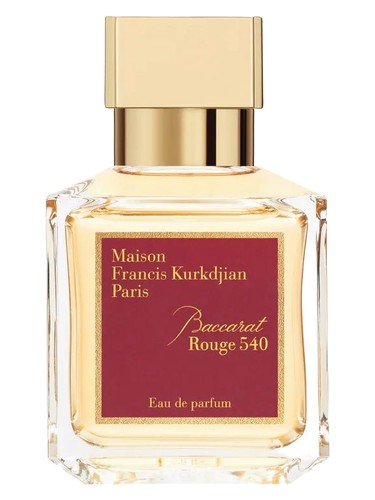 Maison
Francis Kurkdjian
Paris
Baccarat
Rouge 540
Eau de parfum